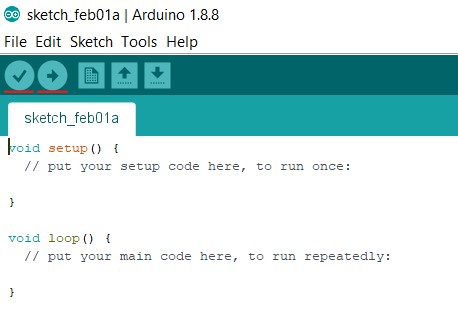 sketch_feb01a | Arduino 1.8.8
File Edit Sketch Tools Help
sketch_feb01a
void setup() {
  // put your setup code here, to run once:
}
void loop() {
  // put your main code here, to run repeatedly:
}